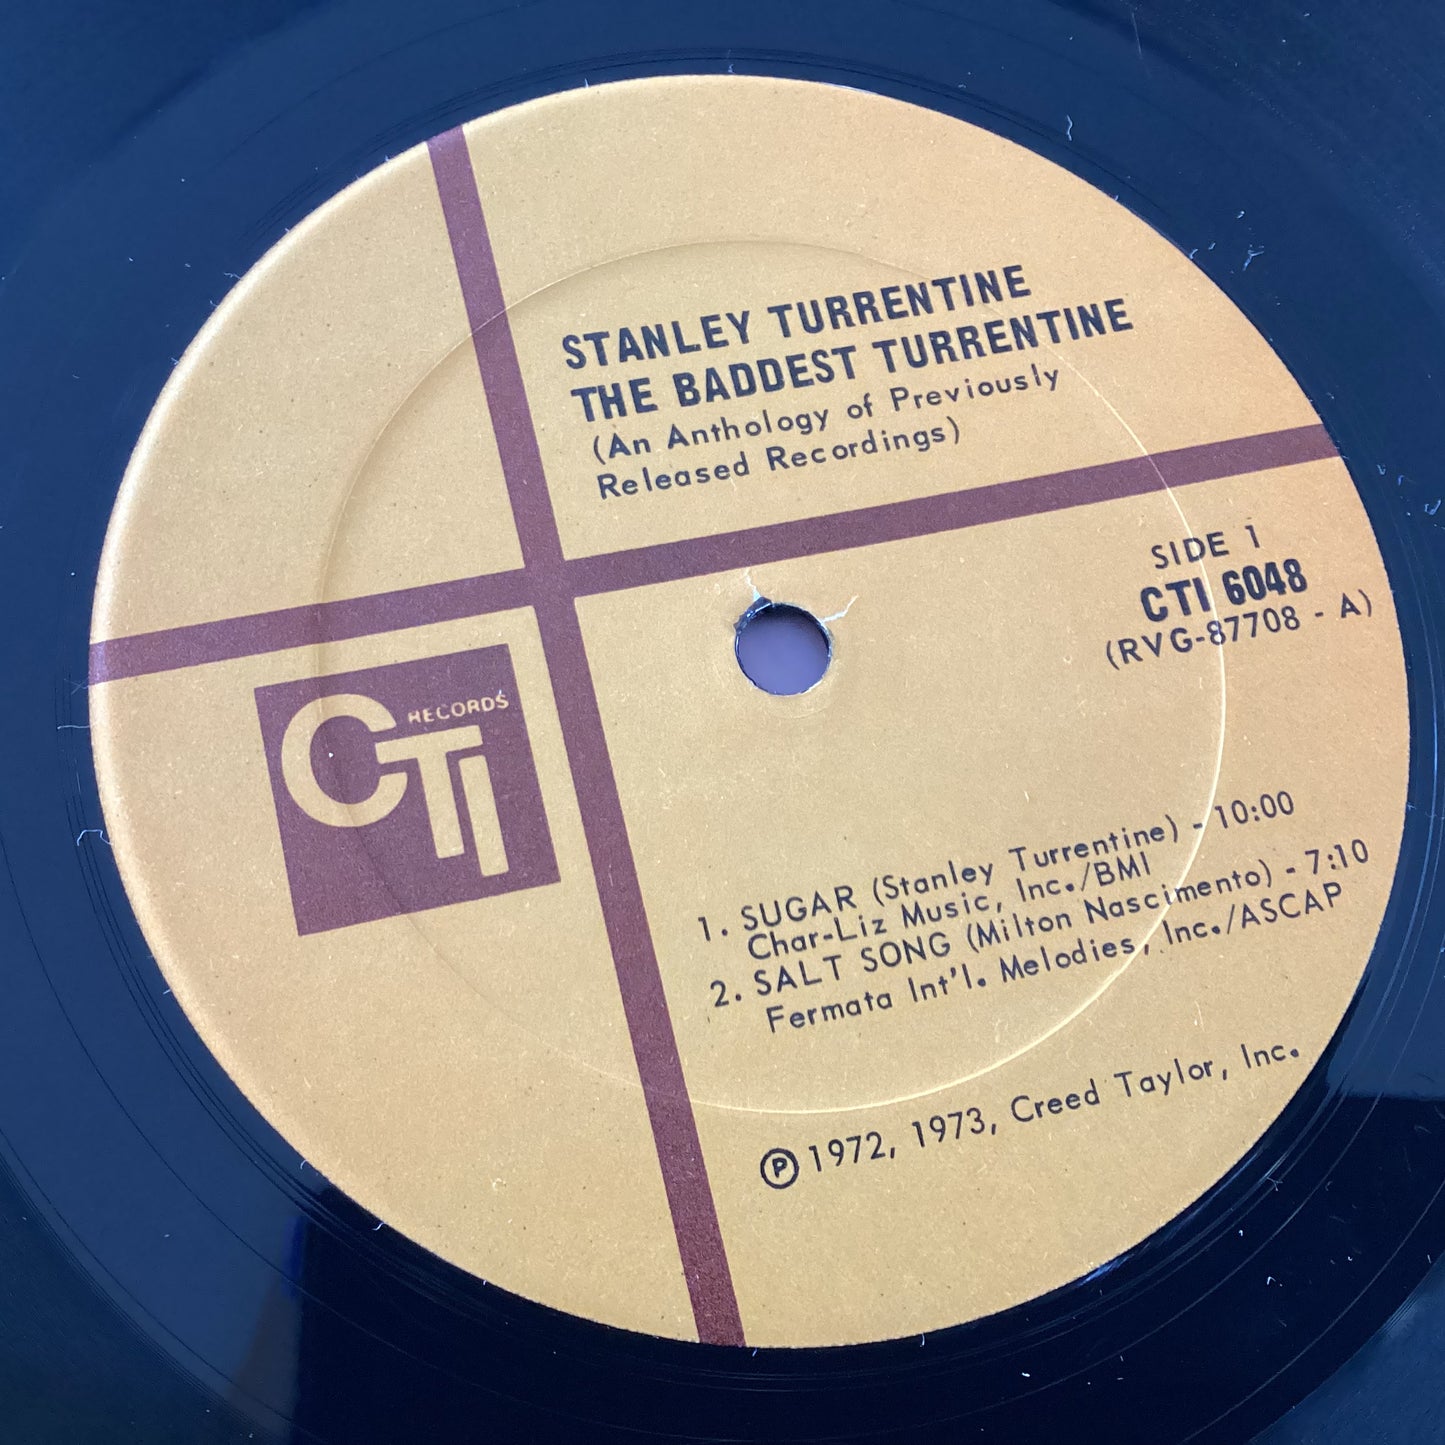 STANLEY TURRENTINE
THE BADDEST TURRENTINE
(An Anthology of Previously
Released Recordings)
SIDE 1
CTI 6048
(RVG-87708 - A)
CTI RECORDS
1. SUGAR (Stanley Turrentine) - 10:00
Char-Liz Music, Inc./BMI
2. SALT SONG (Milton Nascimento) - 7:10
Fermata Int'l. Melodies, Inc./ASCAP
Ⓟ 1972, 1973, Creed Taylor, Inc.